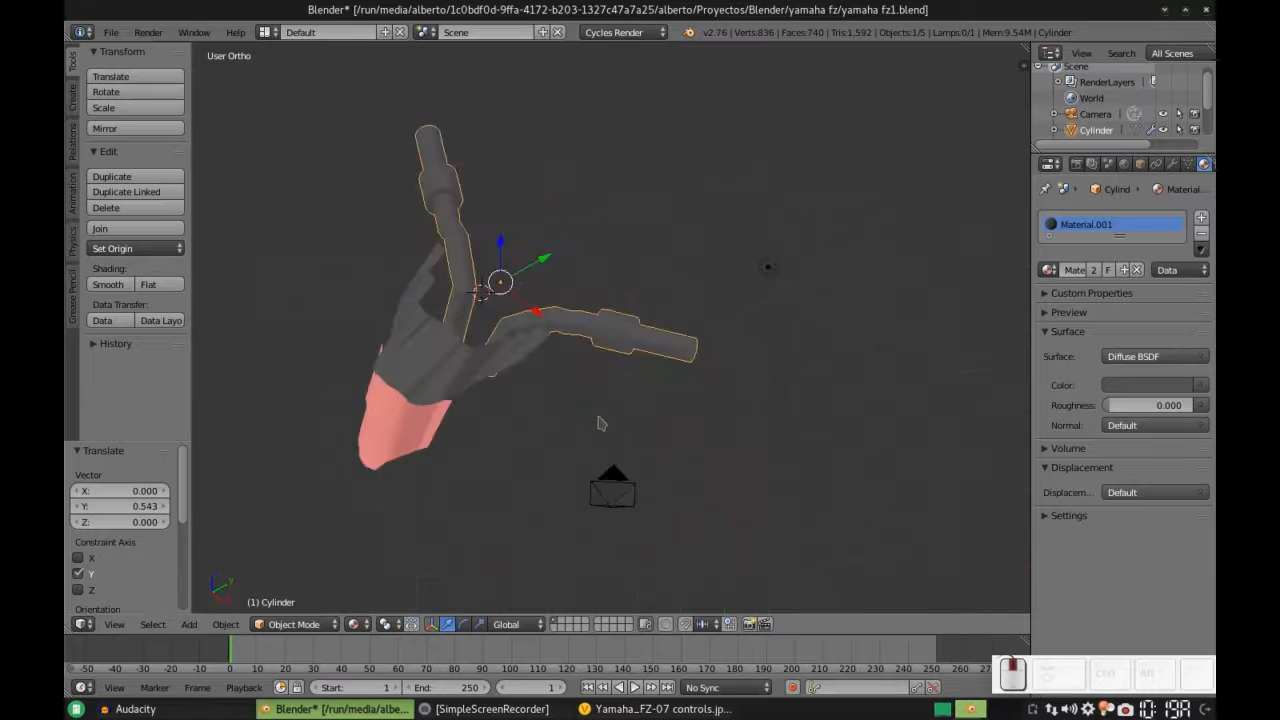 Blender* [/run/media/alberto/1c0bdf0d-9ffa-4172-b203-1327c47a7a25/alberto/Proyectos/Blender/yamaha fz/yamaha fz1.blend]
File Render Window Help Default Scene Cycles Render v2.76 | Verts:836 | Faces:740 | Tris:1,592 | Objects:1/5 | Lamps:0/1 | Mem:9.54M | Cylinder
Tools
Create
Relations
Animation
Physics
Grease Pencil
Transform
Translate
Rotate
Scale
Mirror
Edit
Duplicate
Duplicate Linked
Delete
Join
Set Origin
Shading:
Smooth Flat
Data Transfer:
Data Data Layo
History
Translate
Vector
X: 0.000
Y: 0.543
Z: 0.000
Constraint Axis
X
Y
Z
Orientation
User Ortho
(1) Cylinder
View Search All Scenes
Scene
RenderLayers
World
Camera
Cylinder
Cylind Material....
Material.001
Mate 2 F Data
Custom Properties
Preview
Surface
Surface: Diffuse BSDF
Color:
Roughness: 0.000
Normal: Default
Volume
Displacement
Displacem... Default
Settings
View Select Add Object Object Mode Global
-50 -40 -30 -20 -10 0 10 20 30 40 50 60 70 80 90 100 110 120 130 140 150 160 170 180 190 200 210 220 230 240 250 260
View Marker Frame Playback Start: 1 End: 250 1 No Sync
Ctrl Alt
Audacity Blender* [/run/media/albe... [SimpleScreenRecorder] Yamaha_FZ-07 controls.jp...